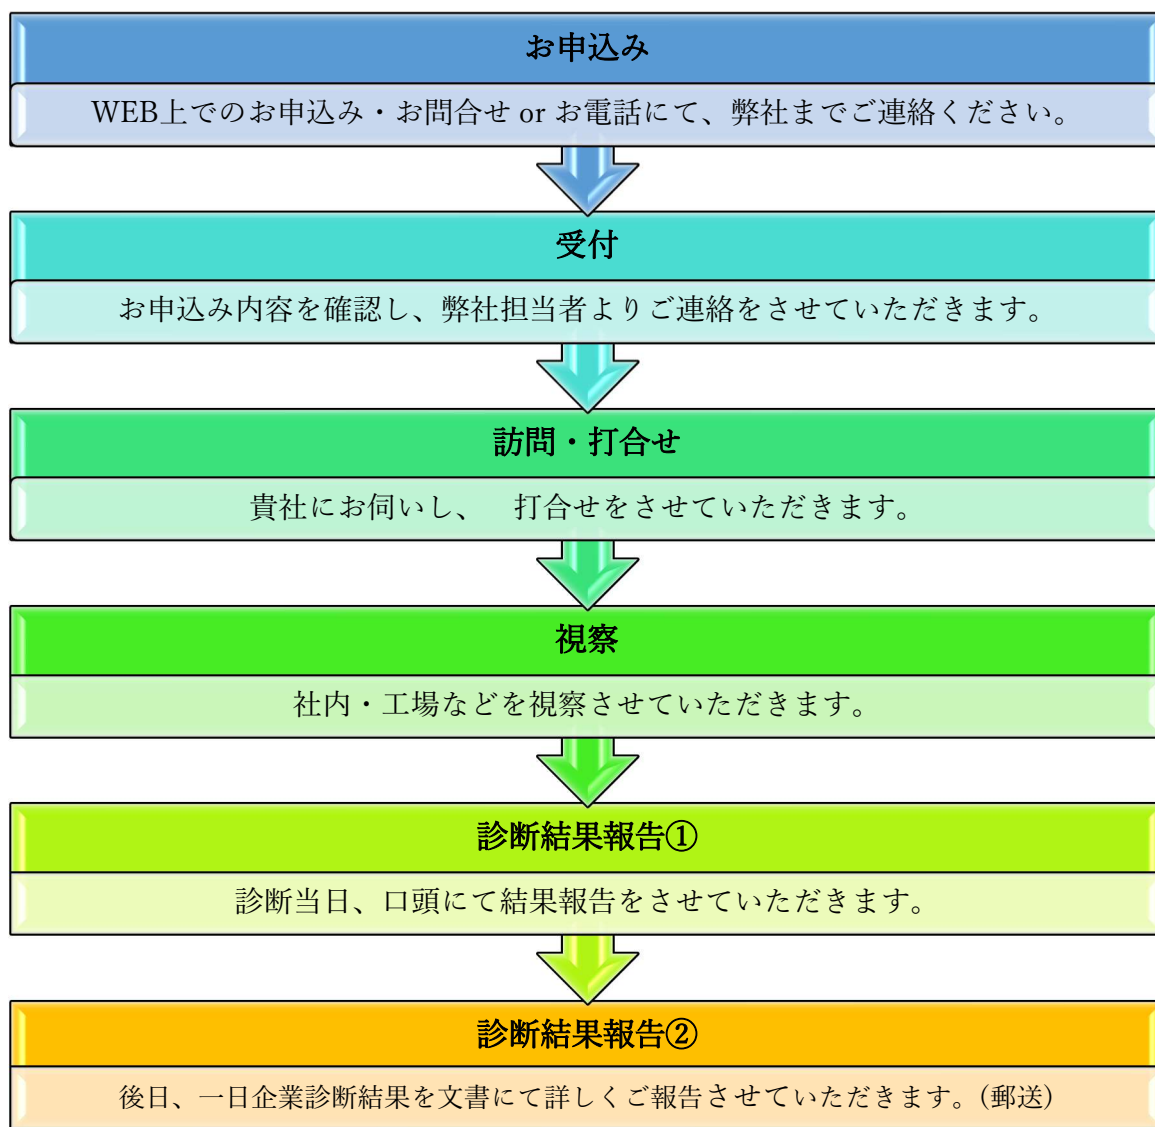 お申込み
WEB上でのお申込み・お問合せ or お電話にて、弊社までご連絡ください。
受付
お申込み内容を確認し、弊社担当者よりご連絡をさせていただきます。
訪問・打合せ
貴社にお伺いし、　打合せをさせていただきます。
視察
社内・工場などを視察させていただきます。
診断結果報告①
診断当日、口頭にて結果報告をさせていただきます。
診断結果報告②
後日、一日企業診断結果を文書にて詳しくご報告させていただきます。(郵送)